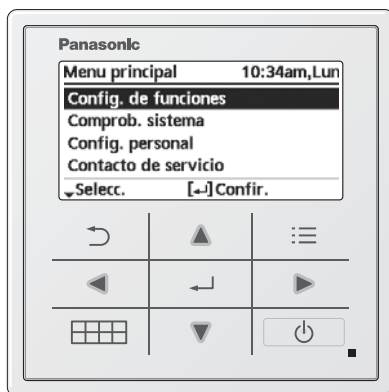 Panasonic
Menu principal 10:34am,Lun
Config. de funciones
Comprob. sistema
Config. personal
Contacto de servicio
Selecc. [↵]Confir.